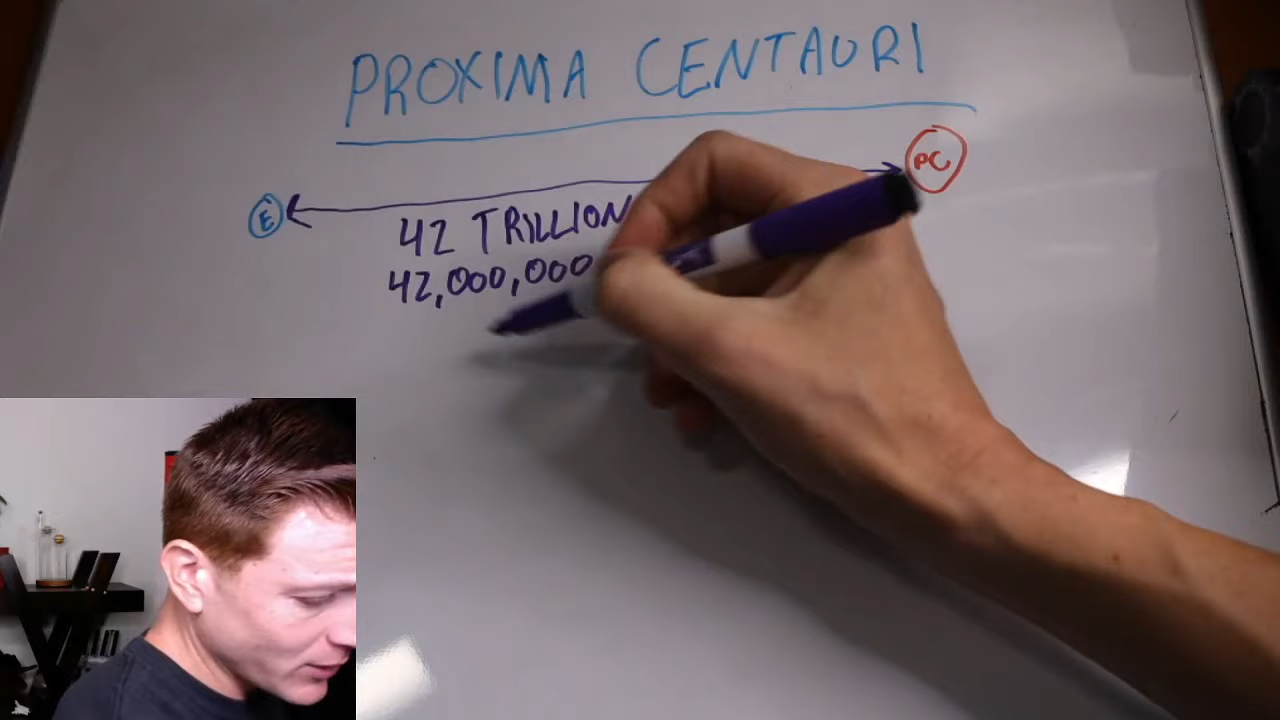 PROXIMA CENTAURI
PC
E
42 TRILLION
42,000,000